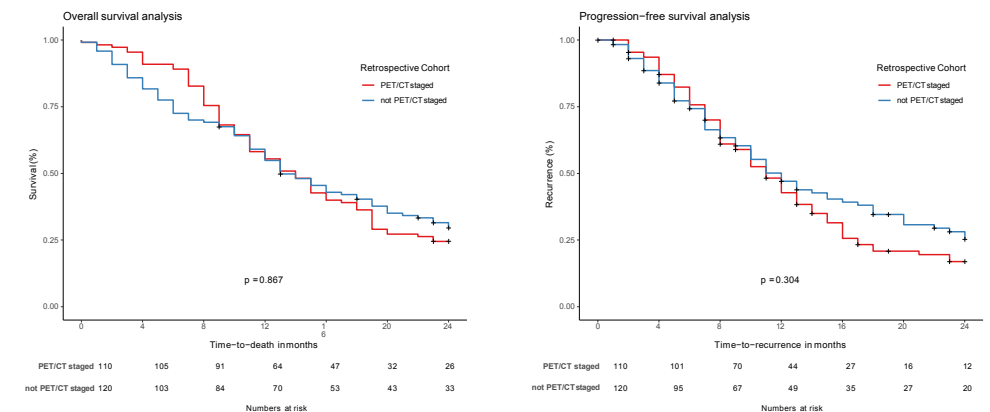 Overall survival analysis
1.00
0.75
0.50
0.25
0.00
Survival (%)
Retrospective Cohort
PET/CT staged
not PET/CT staged
p = 0.867
0 4 8 12 16 20 24
Time-to-death in months
PET/CT staged 110 105 91 64 47 32 26
not PET/CT staged 120 103 84 70 53 43 33
Numbers at risk
Progression-free survival analysis
1.00
0.75
0.50
0.25
0.00
Recurrence (%)
Retrospective Cohort
PET/CT staged
not PET/CT staged
p = 0.304
0 4 8 12 16 20 24
Time-to-recurrence in months
PET/CT staged 110 101 70 44 27 16 12
not PET/CT staged 120 95 67 49 35 27 20
Numbers at risk